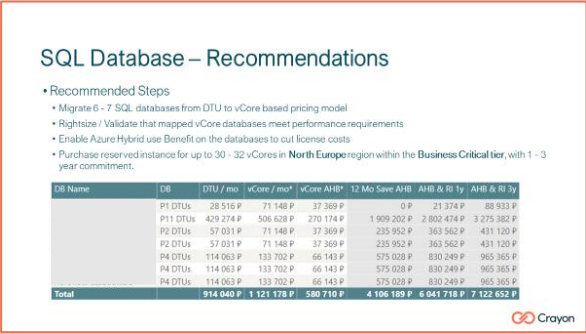 SQL Database – Recommendations
• Recommended Steps
• Migrate 6 - 7 SQL databases from DTU to vCore based pricing model
• Rightsize / Validate that mapped vCore databases meet performance requirements
• Enable Azure Hybrid use Benefit on the databases to cut license costs
• Purchase reserved instance for up to 30 - 32 vCores in North Europe region within the Business Critical tier, with 1 - 3
year commitment.
DB Name DB DTU / mo vCore / mo* vCore AHB* 12 Mo Save AHB AHB & RI 1y AHB & RI 3y
P1 DTUs 28 516 ₽ 71 148 ₽ 37 369 ₽ 0 ₽ 21 374 ₽ 88 933 ₽
P11 DTUs 429 274 ₽ 506 628 ₽ 270 174 ₽ 1 909 202 ₽ 2 802 474 ₽ 3 275 382 ₽
P2 DTUs 57 031 ₽ 71 148 ₽ 37 369 ₽ 235 952 ₽ 363 562 ₽ 431 120 ₽
P2 DTUs 57 031 ₽ 71 148 ₽ 37 369 ₽ 235 952 ₽ 363 562 ₽ 431 120 ₽
P4 DTUs 114 063 ₽ 133 702 ₽ 66 143 ₽ 575 028 ₽ 830 249 ₽ 965 365 ₽
P4 DTUs 114 063 ₽ 133 702 ₽ 66 143 ₽ 575 028 ₽ 830 249 ₽ 965 365 ₽
P4 DTUs 114 063 ₽ 133 702 ₽ 66 143 ₽ 575 028 ₽ 830 249 ₽ 965 365 ₽
Total 914 040 ₽ 1 121 178 ₽ 580 710 ₽ 4 106 189 ₽ 6 041 718 ₽ 7 122 652 ₽
Crayon